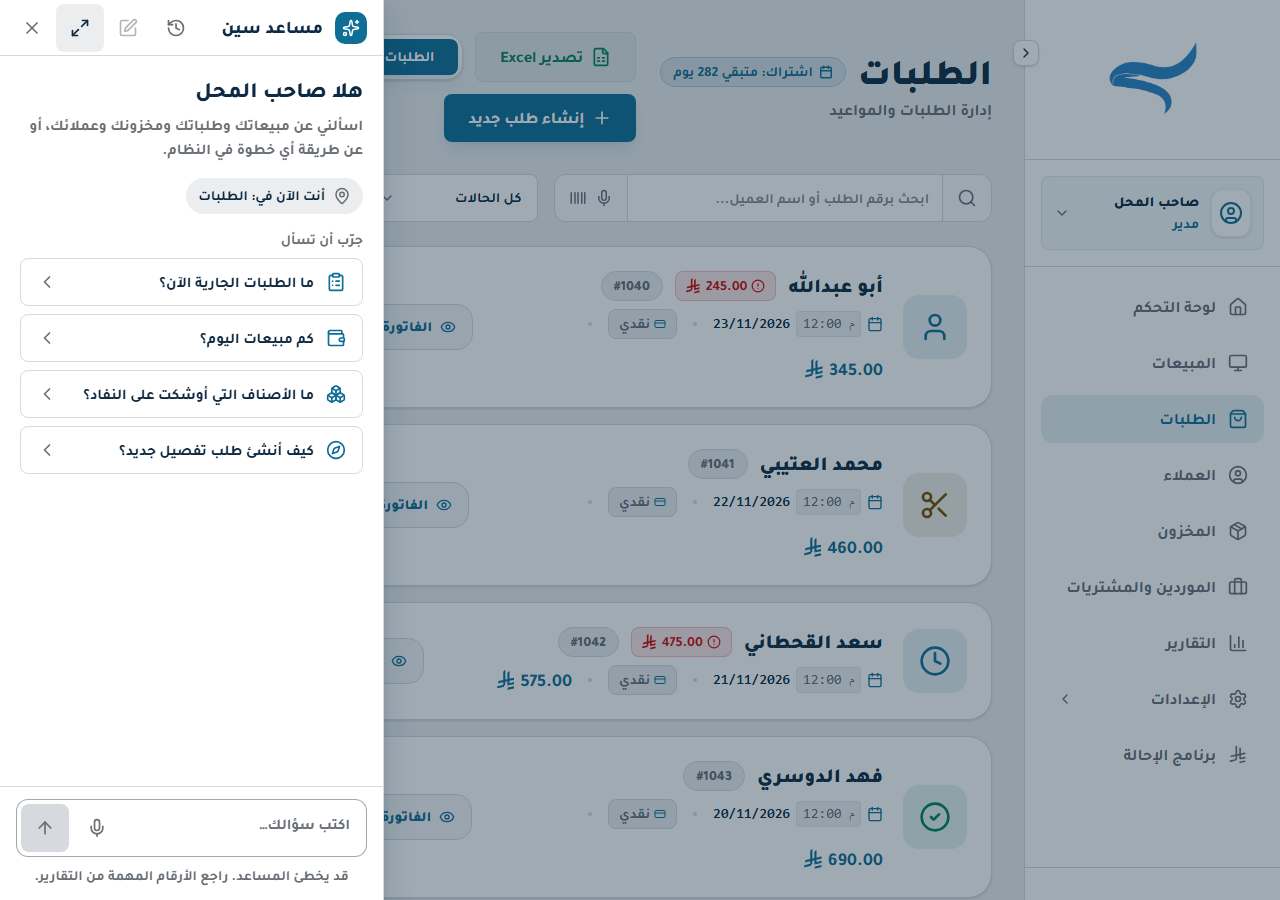 صاحب المحل
مدير
لوحة التحكم
المبيعات
الطلبات
العملاء
المخزون
الموردين والمشتريات
التقارير
الإعدادات
برنامج الإحالة
الطلبات
اشتراك: متبقي 282 يوم
إدارة الطلبات والمواعيد
تصدير Excel
الطلبات
إنشاء طلب جديد
ابحث برقم الطلب أو اسم العميل...
كل الحالات
أبو عبدالله
245.00
#1040
23/11/2026 12:00 م
نقدي
345.00
الفاتورة
محمد العتيبي
#1041
22/11/2026 12:00 م
نقدي
460.00
الفاتورة
سعد القحطاني
475.00
#1042
21/11/2026 12:00 م
نقدي
575.00
فهد الدوسري
#1043
20/11/2026 12:00 م
نقدي
690.00
الفاتورة
مساعد سين
هلا صاحب المحل
اسألني عن مبيعاتك وطلباتك ومخزونك وعملائك، أو
عن طريقة أي خطوة في النظام.
أنت الآن في: الطلبات
جرّب أن تسأل
ما الطلبات الجارية الآن؟
كم مبيعات اليوم؟
ما الأصناف التي أوشكت على النفاد؟
كيف أنشئ طلب تفصيل جديد؟
اكتب سؤالك…
قد يخطئ المساعد. راجع الأرقام المهمة من التقارير.